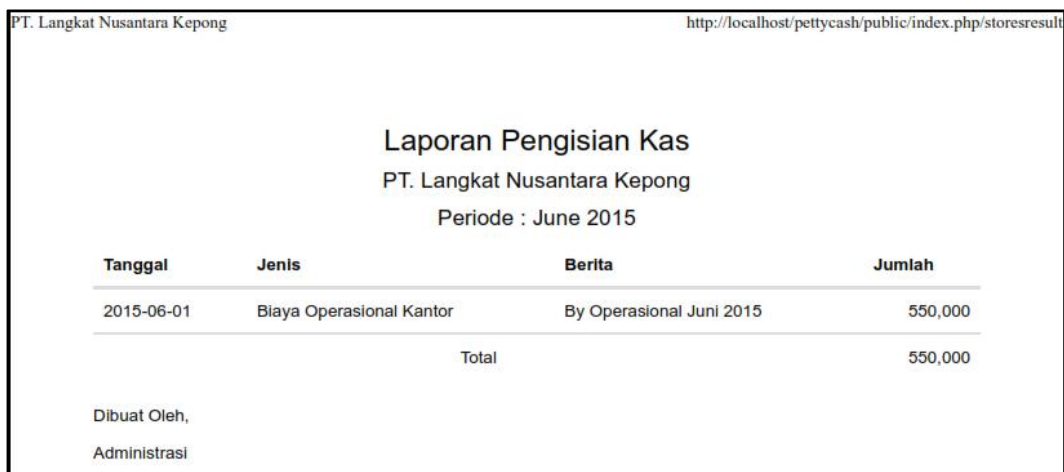 PT. Langkat Nusantara Kepong http://localhost/pettycash/public/index.php/storesresult
Laporan Pengisian Kas
PT. Langkat Nusantara Kepong
Periode : June 2015
Tanggal Jenis Berita Jumlah
2015-06-01 Biaya Operasional Kantor By Operasional Juni 2015 550,000
Total 550,000
Dibuat Oleh,
Administrasi